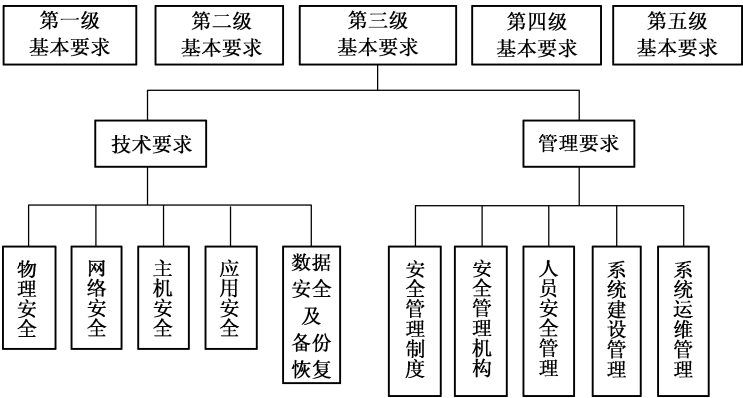 第一级
基本要求
第二级
基本要求
第三级
基本要求
第四级
基本要求
第五级
基本要求
技术要求
管理要求
物理安全
网络安全
主机安全
应用安全
数据
安全
及
备份
恢复
安全管理制度
安全管理机构
人员安全管理
系统建设管理
系统运维管理